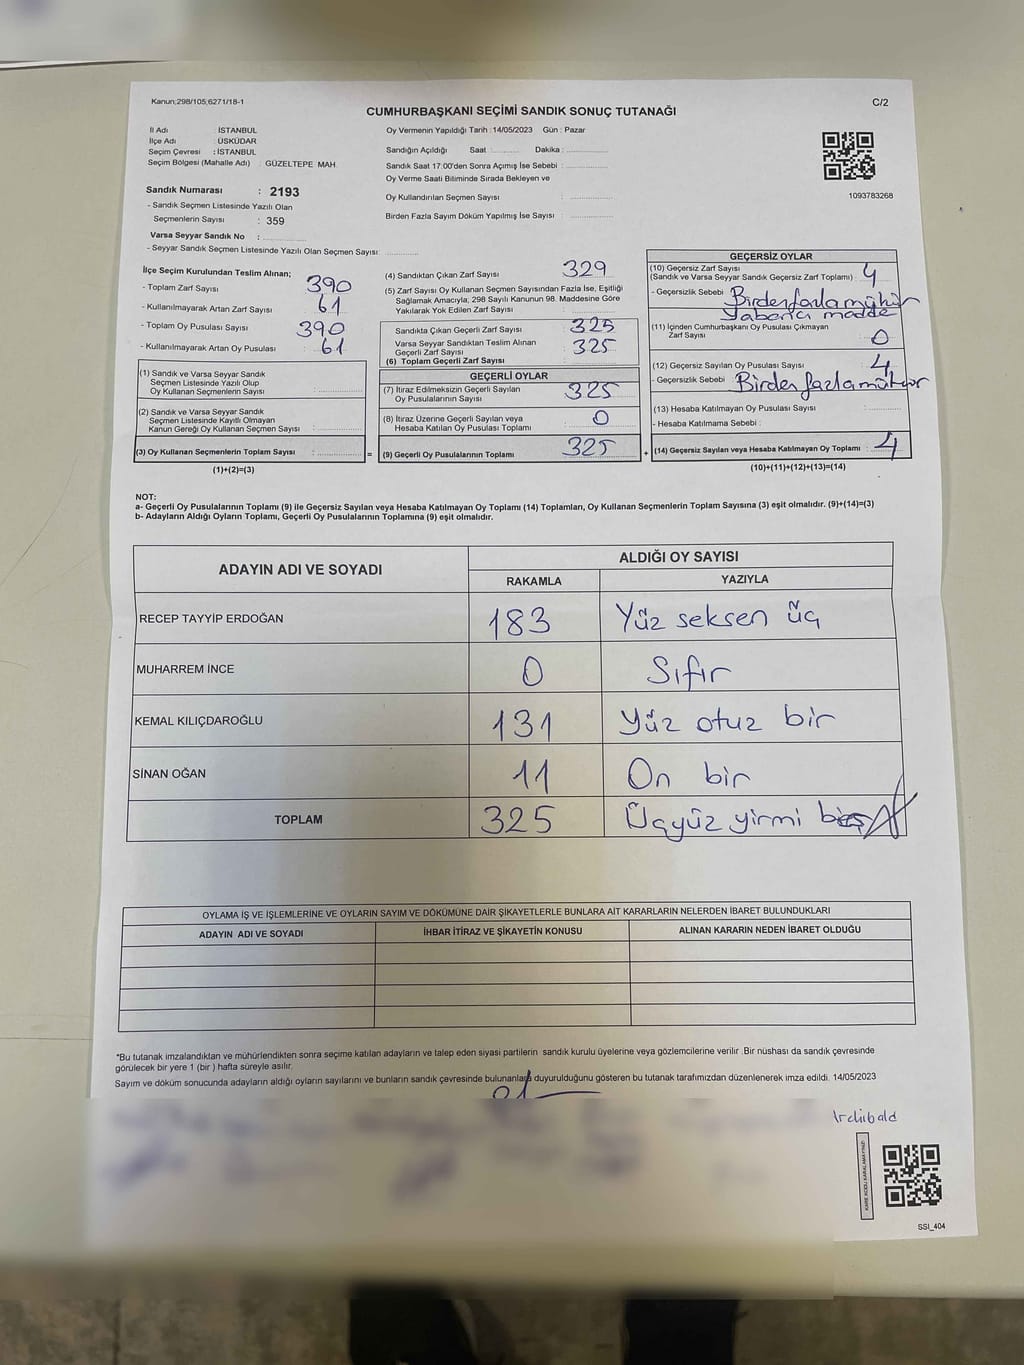 Kanun;298/105;6271/18-1
CUMHURBAŞKANI SEÇİMİ SANDIK SONUÇ TUTANAĞI
C/2
İl Adı : İSTANBUL
İlçe Adı : ÜSKÜDAR
Seçim Çevresi : İSTANBUL
Seçim Bölgesi (Mahalle Adı) : GÜZELTEPE MAH.
Sandık Numarası : 2193
- Sandık Seçmen Listesinde Yazılı Olan
Seçmenlerin Sayısı : 359
Varsa Seyyar Sandık No :
- Seyyar Sandık Seçmen Listesinde Yazılı Olan Seçmen Sayısı:
Oy Vermenin Yapıldığı Tarih :14/05/2023 Gün : Pazar
Sandığın Açıldığı Saat : Dakika :
Sandık Saat 17:00'den Sonra Açımış İse Sebebi :
Oy Verme Saati Bitiminde Sırada Bekleyen ve
Oy Kullandırılan Seçmen Sayısı :
Birden Fazla Sayım Döküm Yapılmış İse Sayısı :
1093783268
İlçe Seçim Kurulundan Teslim Alınan;
- Toplam Zarf Sayısı : 390
- Kullanılmayarak Artan Zarf Sayısı : 61
- Toplam Oy Pusulası Sayısı : 390
- Kullanılmayarak Artan Oy Pusulası : 61
(1) Sandık ve Varsa Seyyar Sandık
Seçmen Listesinde Yazılı Olup
Oy Kullanan Seçmenlerin Sayısı :
(2) Sandık ve Varsa Seyyar Sandık
Seçmen Listesinde Kayıtlı Olmayan
Kanun Gereği Oy Kullanan Seçmen Sayısı :
(3) Oy Kullanan Seçmenlerin Toplam Sayısı :
(1)+(2)=(3)
(4) Sandıktan Çıkan Zarf Sayısı : 329
(5) Zarf Sayısı Oy Kullanan Seçmen Sayısından Fazla İse, Eşitliği
Sağlamak Amacıyla, 298 Sayılı Kanunun 98. Maddesine Göre
Yakılarak Yok Edilen Zarf Sayısı :
Sandıkta Çıkan Geçerli Zarf Sayısı : 325
Varsa Seyyar Sandıktan Teslim Alınan
Geçerli Zarf Sayısı : 325
(6) Toplam Geçerli Zarf Sayısı :
GEÇERLİ OYLAR
(7) İtiraz Edilmeksizin Geçerli Sayılan
Oy Pusulalarının Sayısı : 325
(8) İtiraz Üzerine Geçerli Sayılan veya
Hesaba Katılan Oy Pusulası Toplamı : 0
= (9) Geçerli Oy Pusulalarının Toplamı : 325
GEÇERSİZ OYLAR
(10) Geçersiz Zarf Sayısı
(Sandık ve Varsa Seyyar Sandık Geçersiz Zarf Toplamı) : 4
- Geçersizlik Sebebi : Birden fazla mühür
Yabancı madde
(11) İçinden Cumhurbaşkanı Oy Pusulası Çıkmayan
Zarf Sayısı : 0
(12) Geçersiz Sayılan Oy Pusulası Sayısı : 4
- Geçersizlik Sebebi : Birden fazla mühür
(13) Hesaba Katılmayan Oy Pusulası Sayısı :
- Hesaba Katılmama Sebebi :
+ (14) Geçersiz Sayılan veya Hesaba Katılmayan Oy Toplamı : 4
(10)+(11)+(12)+(13)=(14)
NOT:
a- Geçerli Oy Pusulalarının Toplamı (9) ile Geçersiz Sayılan veya Hesaba Katılmayan Oy Toplamı (14) Toplamları, Oy Kullanan Seçmenlerin Toplam Sayısına (3) eşit olmalıdır. (9)+(14)=(3)
b- Adayların Aldığı Oyların Toplamı, Geçerli Oy Pusulalarının Toplamına (9) eşit olmalıdır.
ADAYIN ADI VE SOYADI ALDIĞI OY SAYISI
RAKAMLA YAZIYLA
RECEP TAYYİP ERDOĞAN 183 Yüz seksen üç
MUHARREM İNCE 0 Sıfır
KEMAL KILIÇDAROĞLU 131 Yüz otuz bir
SİNAN OĞAN 11 On bir
TOPLAM 325 Üçyüz yirmi beş
OYLAMA İŞ VE İŞLEMLERİNE VE OYLARIN SAYIM VE DÖKÜMÜNE DAİR ŞİKAYETLERLE BUNLARA AİT KARARLARIN NELERDEN İBARET BULUNDUKLARI
ADAYIN ADI VE SOYADI İHBAR İTİRAZ VE ŞİKAYETİN KONUSU ALINAN KARARIN NEDEN İBARET OLDUĞU
*Bu tutanak imzalandıktan ve mühürlendikten sonra seçime katılan adayların ve talep eden siyasi partilerin sandık kurulu üyelerine veya gözlemcilerine verilir .Bir nüshası da sandık çevresinde
görülecek bir yere 1 (bir ) hafta süreyle asılır.
Sayım ve döküm sonucunda adayların aldığı oyların sayılarını ve bunların sandık çevresinde bulunanlara duyurulduğunu gösteren bu tutanak tarafımızdan düzenlenerek imza edildi. 14/05/2023
Archibald
KARE KODU KARALAMAYINIZ!
SSI_404